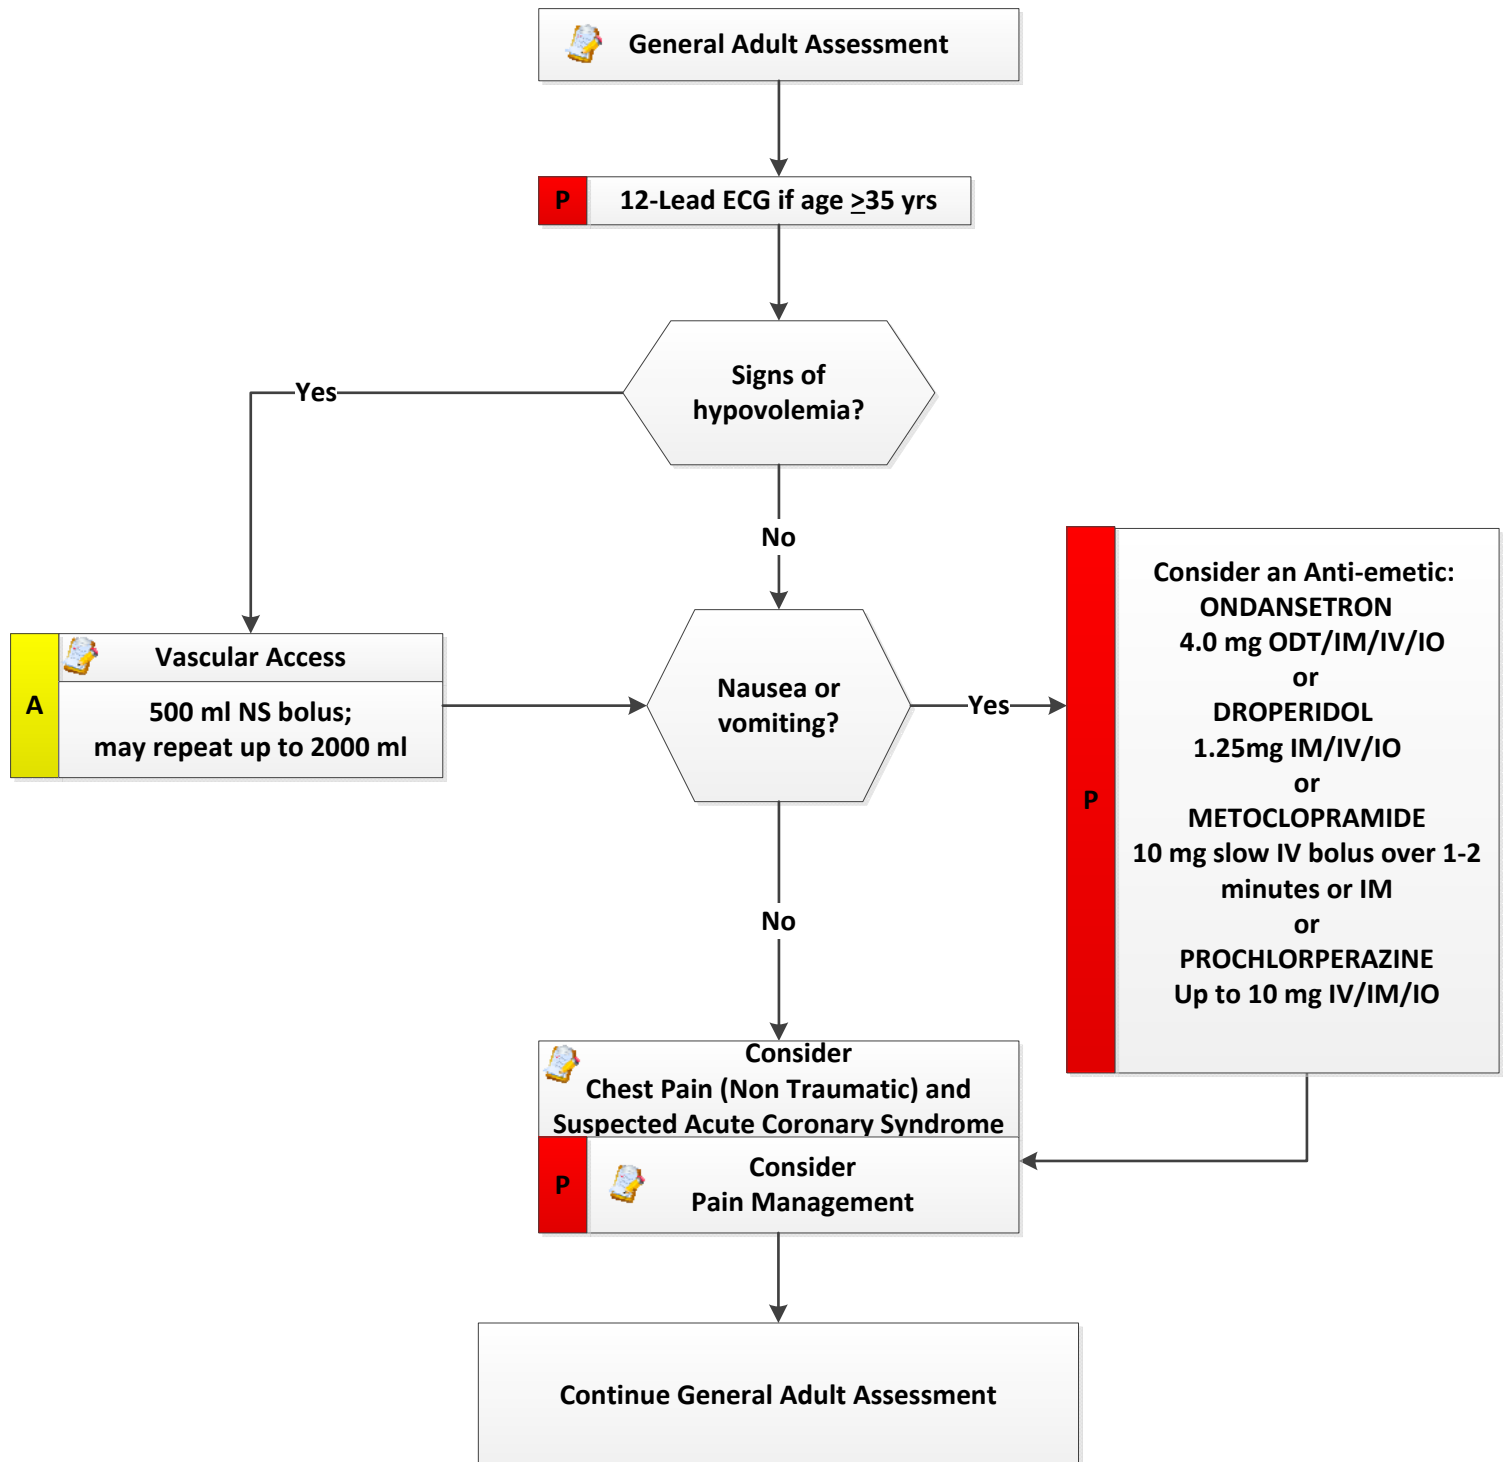 General Adult Assessment
P
12-Lead ECG if age ≥35 yrs
Signs of
hypovolemia?
Yes
No
A
Vascular Access
500 ml NS bolus;
may repeat up to 2000 ml
Nausea or
vomiting?
Yes
P
Consider an Anti-emetic:
ONDANSETRON
4.0 mg ODT/IM/IV/IO
or
DROPERIDOL
1.25mg IM/IV/IO
or
METOCLOPRAMIDE
10 mg slow IV bolus over 1-2
minutes or IM
or
PROCHLORPERAZINE
Up to 10 mg IV/IM/IO
No
Consider
Chest Pain (Non Traumatic) and
Suspected Acute Coronary Syndrome
P
Consider
Pain Management
Continue General Adult Assessment